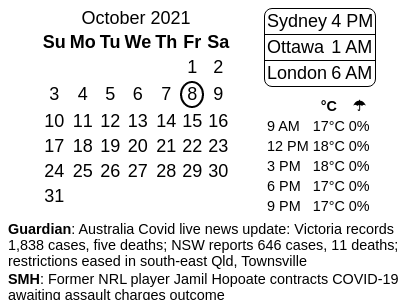 October 2021
Su Mo Tu We Th Fr Sa
1 2
3 4 5 6 7 8 9
10 11 12 13 14 15 16
17 18 19 20 21 22 23
24 25 26 27 28 29 30
31
Sydney 4 PM
Ottawa 1 AM
London 6 AM
°C ☂
9 AM 17°C 0%
12 PM 18°C 0%
3 PM 18°C 0%
6 PM 17°C 0%
9 PM 17°C 0%
Guardian: Australia Covid live news update: Victoria records
1,838 cases, five deaths; NSW reports 646 cases, 11 deaths;
restrictions eased in south-east Qld, Townsville
SMH: Former NRL player Jamil Hopoate contracts COVID-19
awaiting assault charges outcome